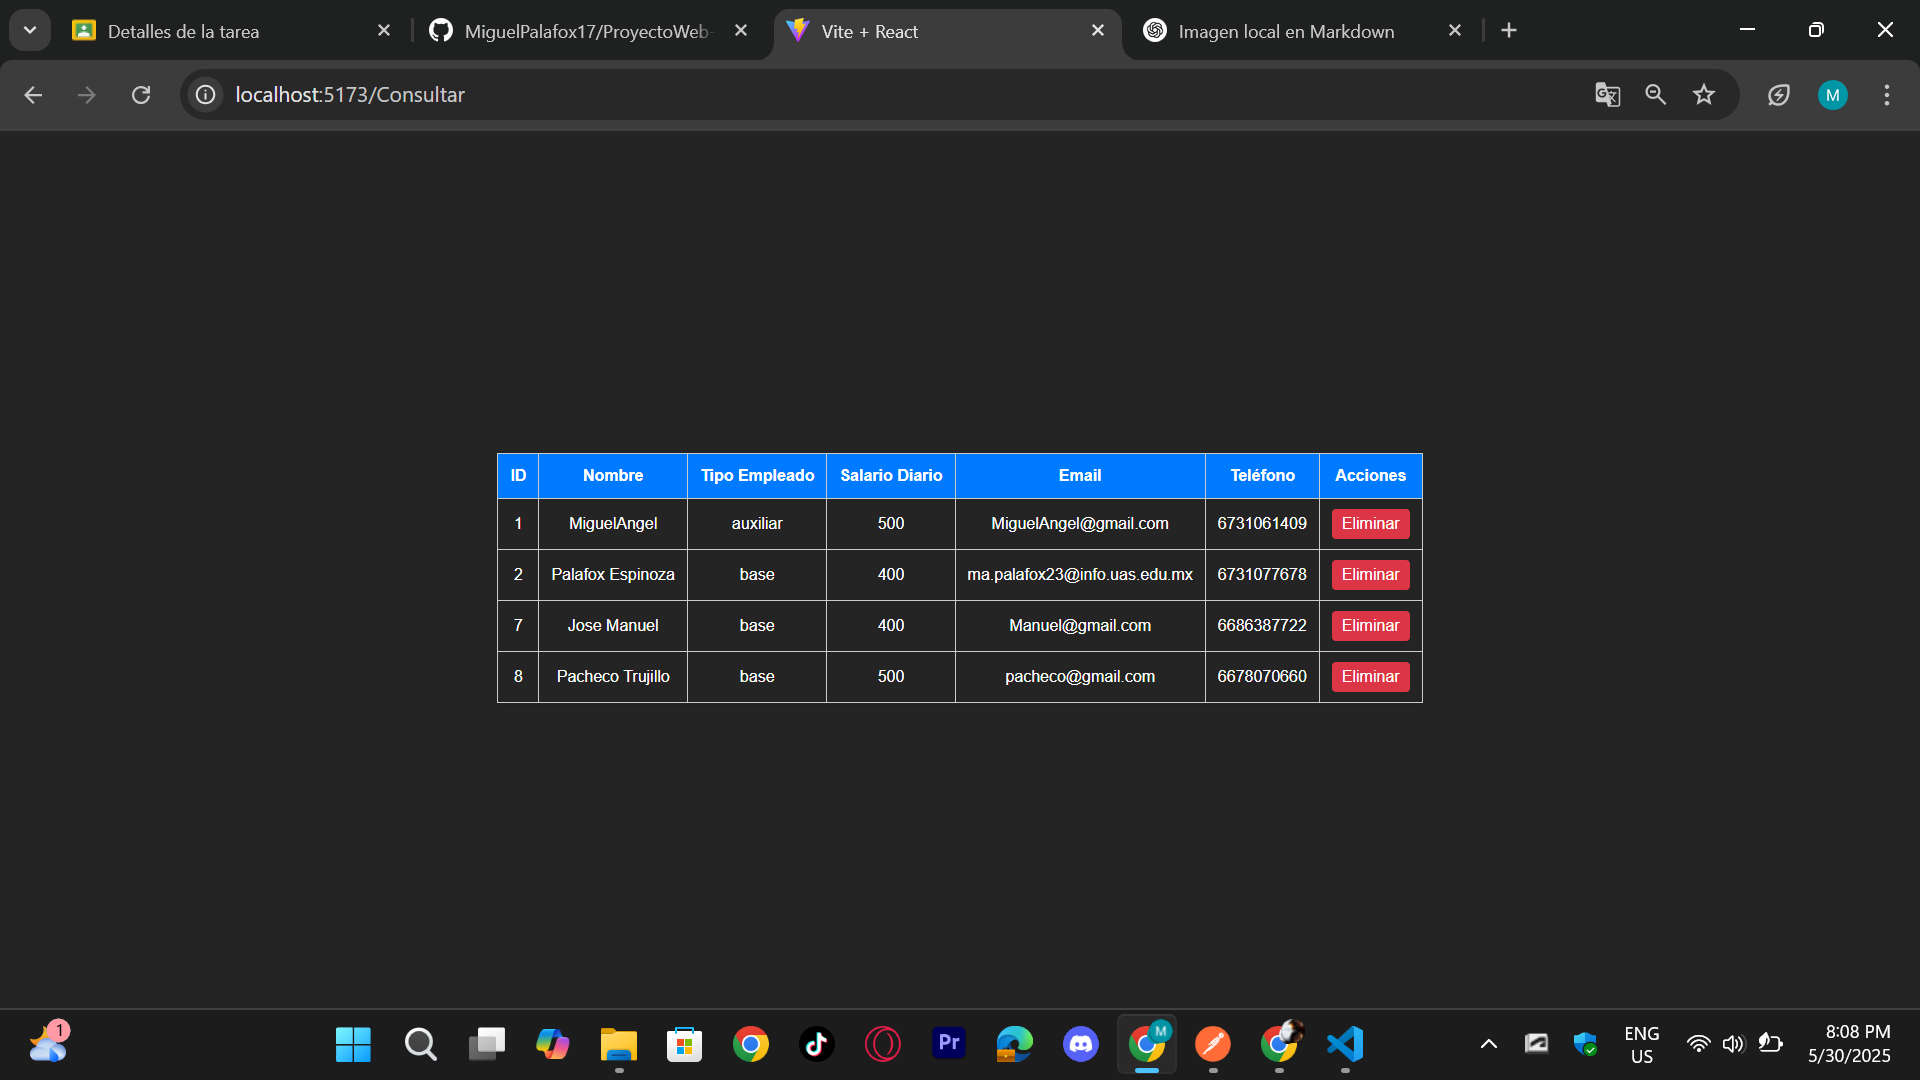 Detalles de la tarea
MiguelPalafox17/ProyectoWeb-
Vite + React
Imagen local en Markdown
localhost:5173/Consultar
M
ID Nombre Tipo Empleado Salario Diario Email Teléfono Acciones
1 MiguelAngel auxiliar 500 MiguelAngel@gmail.com 6731061409 Eliminar
2 Palafox Espinoza base 400 ma.palafox23@info.uas.edu.mx 6731077678 Eliminar
7 Jose Manuel base 400 Manuel@gmail.com 6686387722 Eliminar
8 Pacheco Trujillo base 500 pacheco@gmail.com 6678070660 Eliminar
1
Pr
M
ENG
US
8:08 PM
5/30/2025